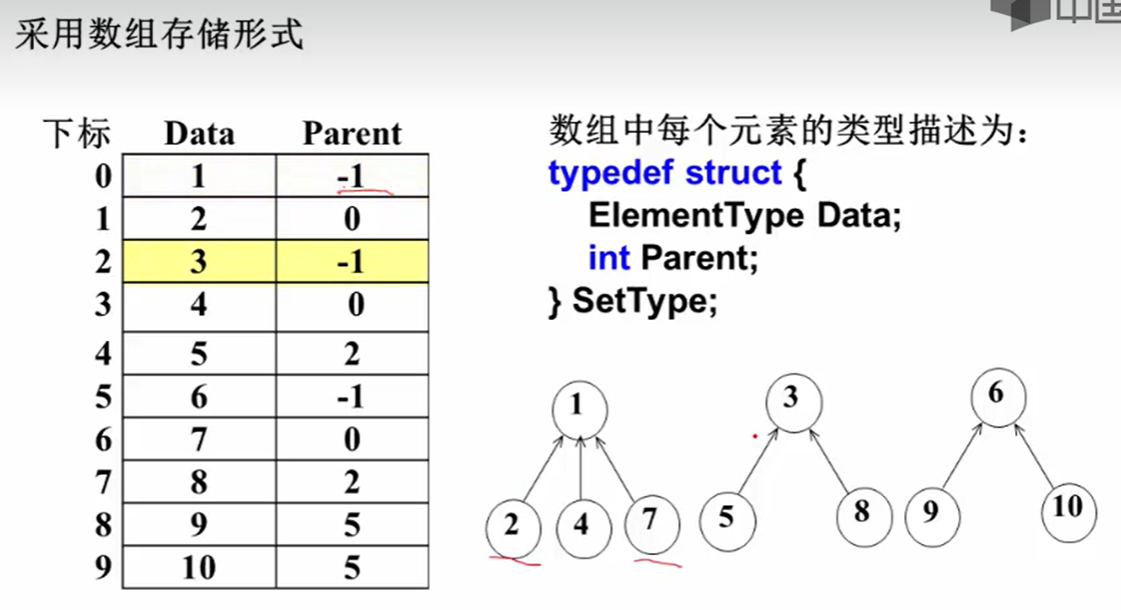 中国
采用数组存储形式
下标 Data Parent
0 1 -1
1 2 0
2 3 -1
3 4 0
4 5 2
5 6 -1
6 7 0
7 8 2
8 9 5
9 10 5
数组中每个元素的类型描述为：
typedef struct {
ElementType Data;
int Parent;
} SetType;
1 3 6
2 4 7 5 8 9 10